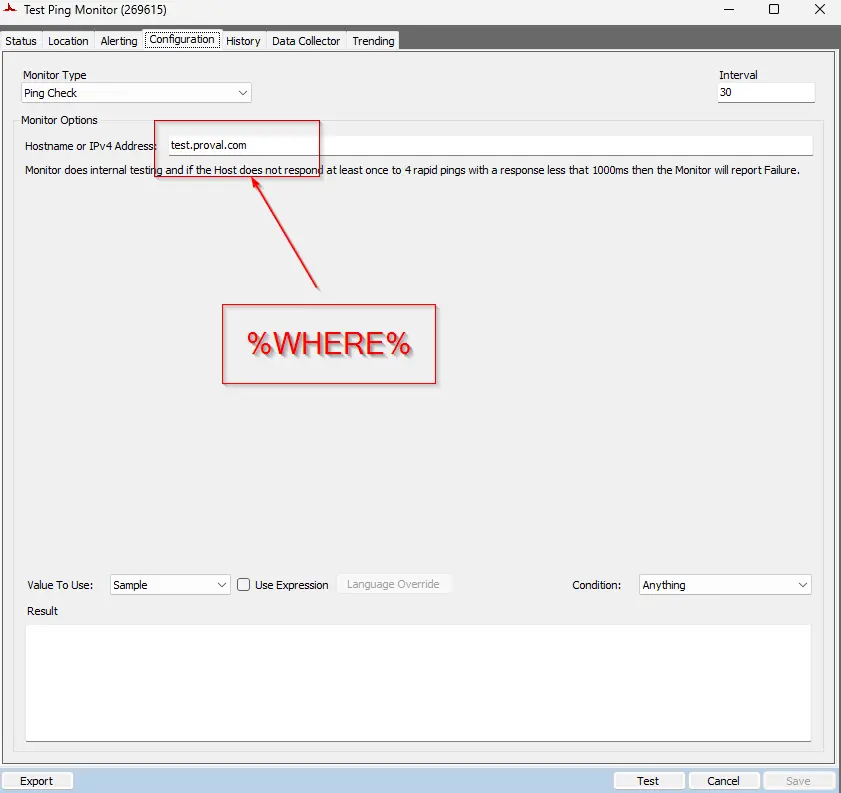 Test Ping Monitor (269615)
Status Location Alerting Configuration History Data Collector Trending
Monitor Type
Interval
Ping Check
30
Monitor Options
Hostname or IPv4 Address: test.proval.com
Monitor does internal testing and if the Host does not respond at least once to 4 rapid pings with a response less that 1000ms then the Monitor will report Failure.
%WHERE%
Value To Use: Sample Use Expression Language Override Condition: Anything
Result
Export Test Cancel Save